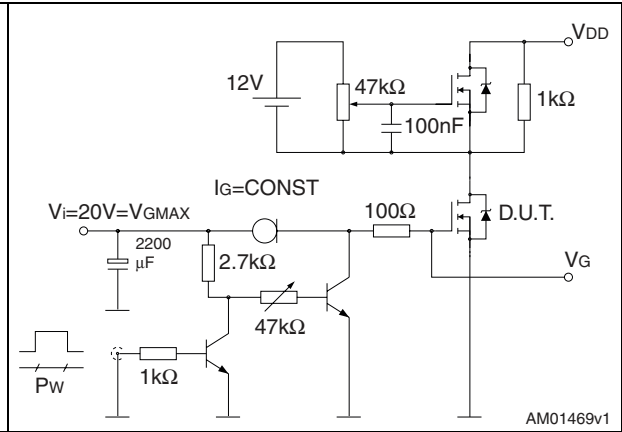 VDD
12V
47kΩ
1kΩ
100nF
IG=CONST
Vi=20V=VGMAX
100Ω
D.U.T.
2200
μF
2.7kΩ
VG
47kΩ
1kΩ
PW
AM01469v1